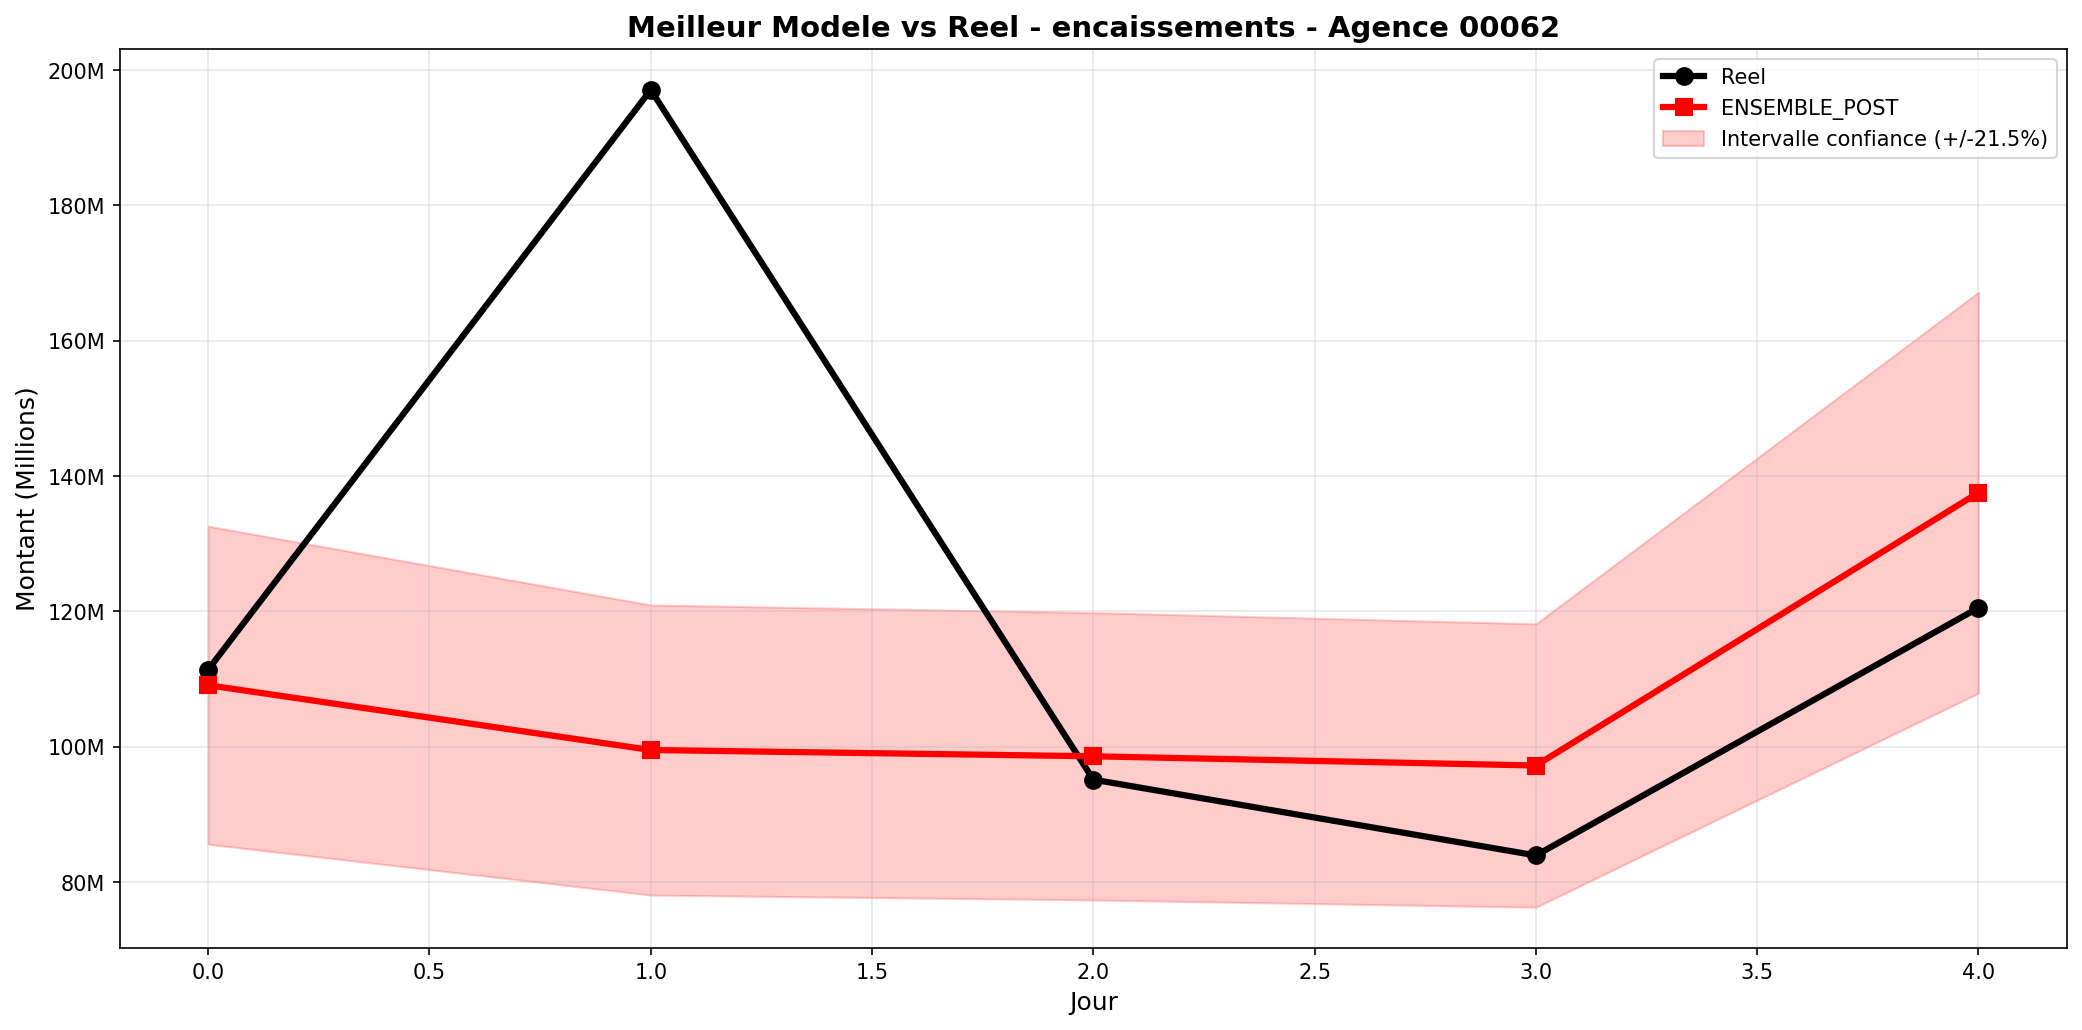 Meilleur Modele vs Reel - encaissements - Agence 00062
Reel
ENSEMBLE_POST
Intervalle confiance (+/-21.5%)
Montant (Millions)
200M
180M
160M
140M
120M
100M
80M
0.0 0.5 1.0 1.5 2.0 2.5 3.0 3.5 4.0
Jour